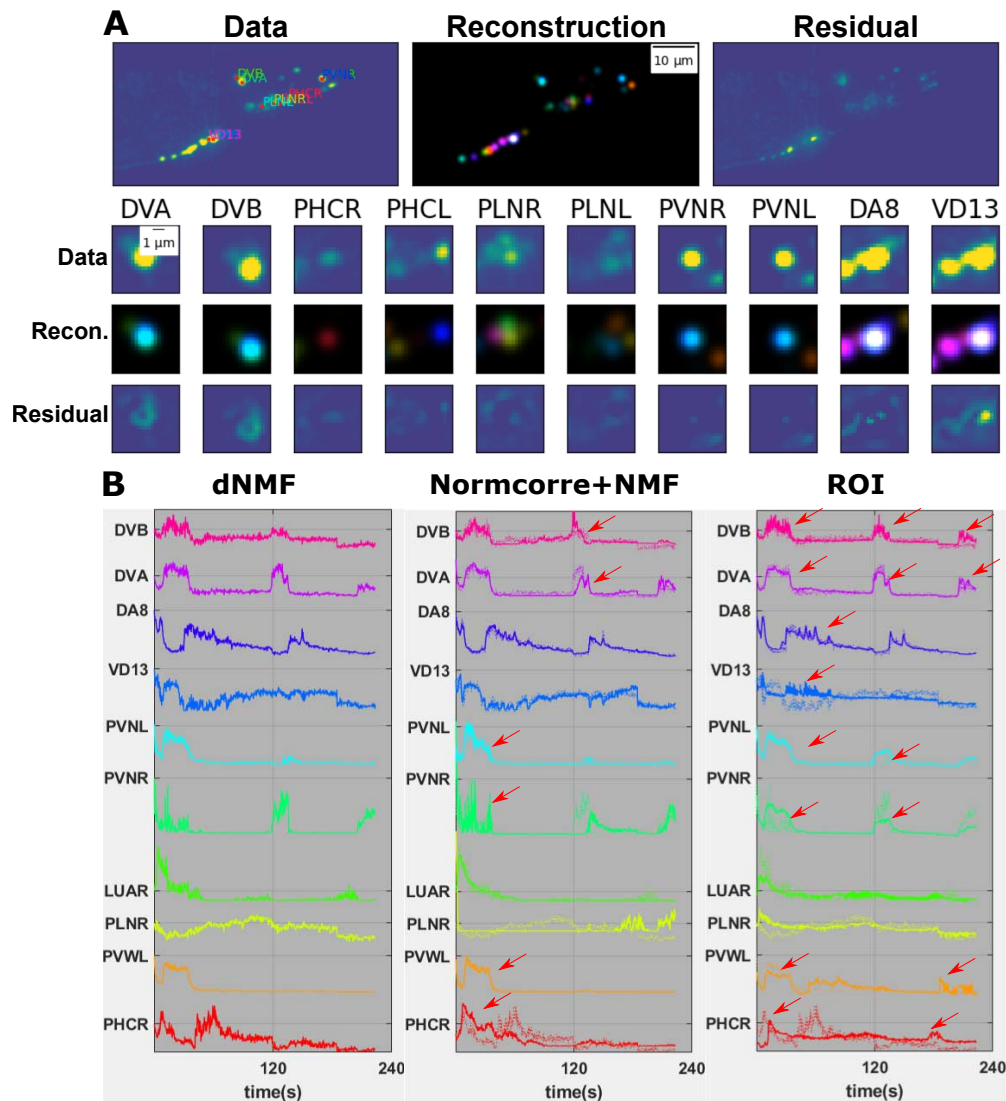 A
Data
Reconstruction
Residual
DVB
DVA
PVNR
PHCR
PLNR
PLNL
VD13
10 µm
DVA
DVB
PHCR
PHCL
PLNR
PLNL
PVNR
PVNL
DA8
VD13
1 µm
Data
Recon.
Residual
B
dNMF
Normcorre+NMF
ROI
DVB
DVA
DA8
VD13
PVNL
PVNR
LUAR
PLNR
PVWL
PHCR
120
240
time(s)
DVB
DVA
DA8
VD13
PVNL
PVNR
LUAR
PLNR
PVWL
PHCR
120
240
time(s)
DVB
DVA
DA8
VD13
PVNL
PVNR
LUAR
PLNR
PVWL
PHCR
120
240
time(s)